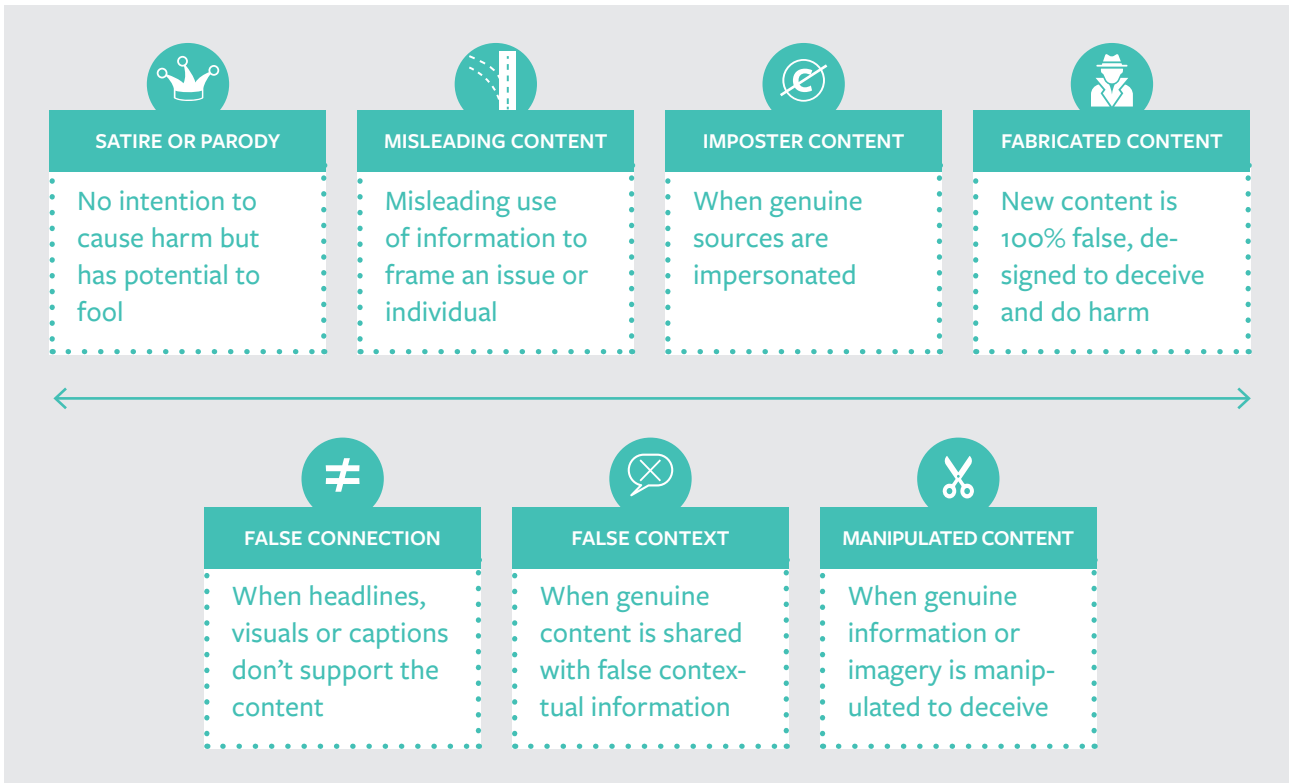 SATIRE OR PARODY
No intention to
cause harm but
has potential to
fool
MISLEADING CONTENT
Misleading use
of information to
frame an issue or
individual
IMPOSTER CONTENT
When genuine
sources are
impersonated
FABRICATED CONTENT
New content is
100% false, de-
signed to deceive
and do harm
FALSE CONNECTION
When headlines,
visuals or captions
don't support the
content
FALSE CONTEXT
When genuine
content is shared
with false contex-
tual information
MANIPULATED CONTENT
When genuine
information or
imagery is manip-
ulated to deceive